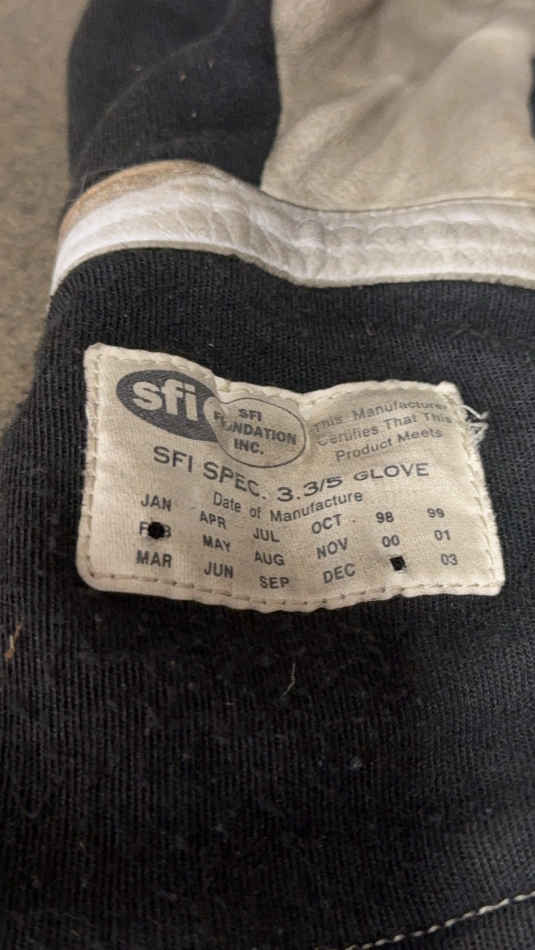 sfi
SFI
FOUNDATION
INC.
This Manufacturer
Certifies That This
Product Meets
SFI SPEC. 3.3/5 GLOVE
Date of Manufacture
JAN APR JUL OCT 98 99
FEB MAY AUG NOV 00 01
MAR JUN SEP DEC 03